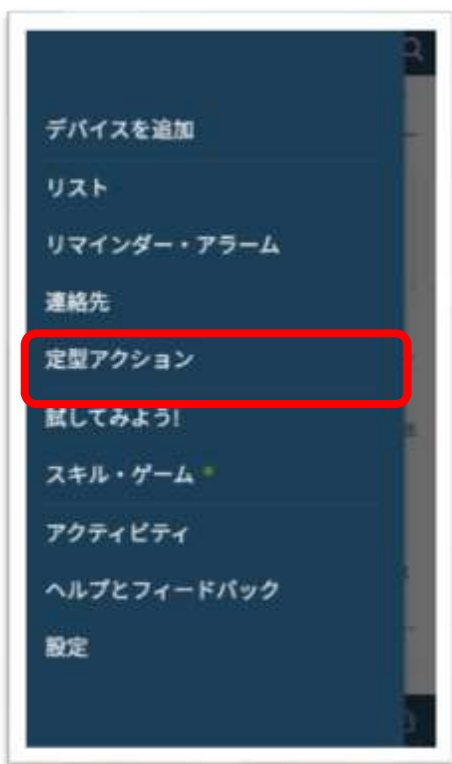 デバイスを追加
リスト
リマインダー・アラーム
連絡先
定型アクション
試してみよう!
スキル・ゲーム
アクティビティ
ヘルプとフィードバック
設定